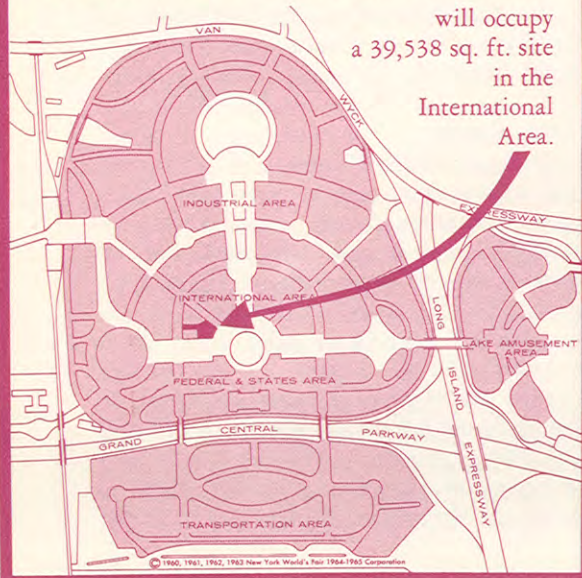 will occupy
a 39,538 sq. ft. site
in the
International
Area.
VAN
WYCK
EXPRESSWAY
INDUSTRIAL AREA
INTERNATIONAL AREA
LONG
ISLAND
EXPRESSWAY
LAKE AMUSEMENT
AREA
FEDERAL & STATES AREA
GRAND
CENTRAL
PARKWAY
TRANSPORTATION AREA
© 1960, 1961, 1962, 1963 New York World's Fair 1964-1965 Corporation